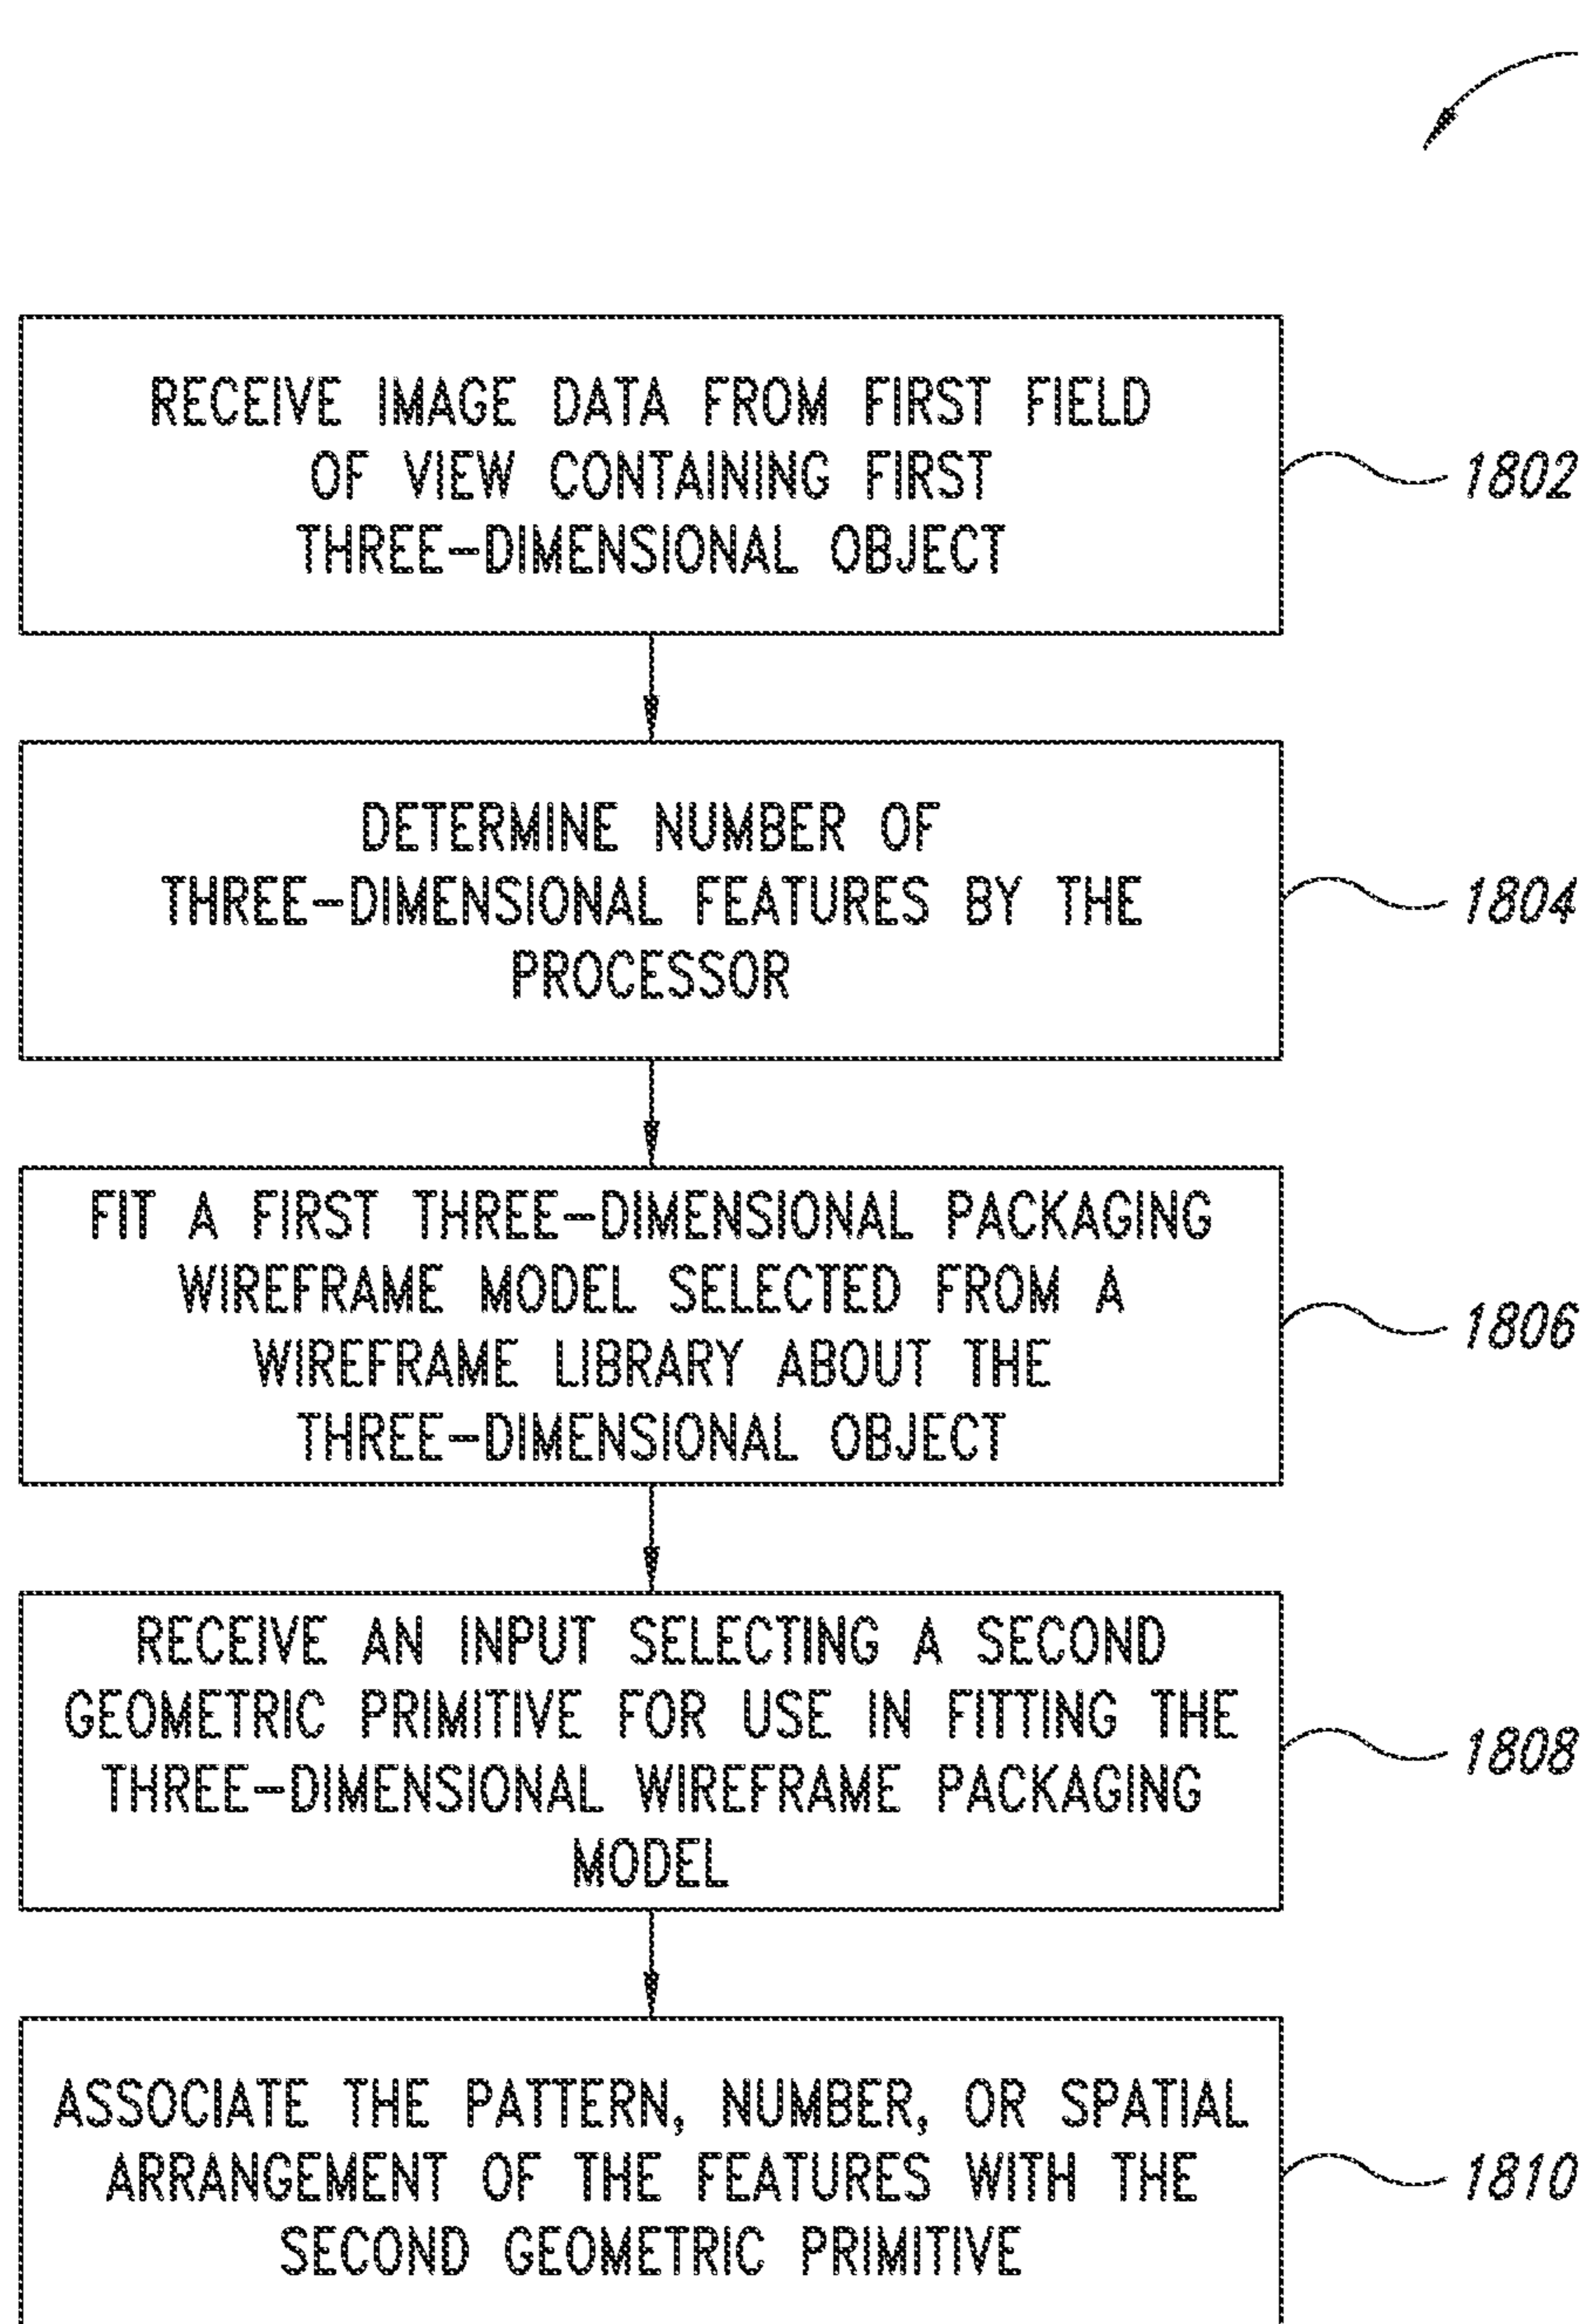 RECEIVE IMAGE DATA FROM FIRST FIELD
OF VIEW CONTAINING FIRST
THREE-DIMENSIONAL OBJECT
1802
DETERMINE NUMBER OF
THREE-DIMENSIONAL FEATURES BY THE
PROCESSOR
1804
FIT A FIRST THREE-DIMENSIONAL PACKAGING
WIREFRAME MODEL SELECTED FROM A
WIREFRAME LIBRARY ABOUT THE
THREE-DIMENSIONAL OBJECT
1806
RECEIVE AN INPUT SELECTING A SECOND
GEOMETRIC PRIMITIVE FOR USE IN FITTING THE
THREE-DIMENSIONAL WIREFRAME PACKAGING
MODEL
1808
ASSOCIATE THE PATTERN, NUMBER, OR SPATIAL
ARRANGEMENT OF THE FEATURES WITH THE
SECOND GEOMETRIC PRIMITIVE
1810